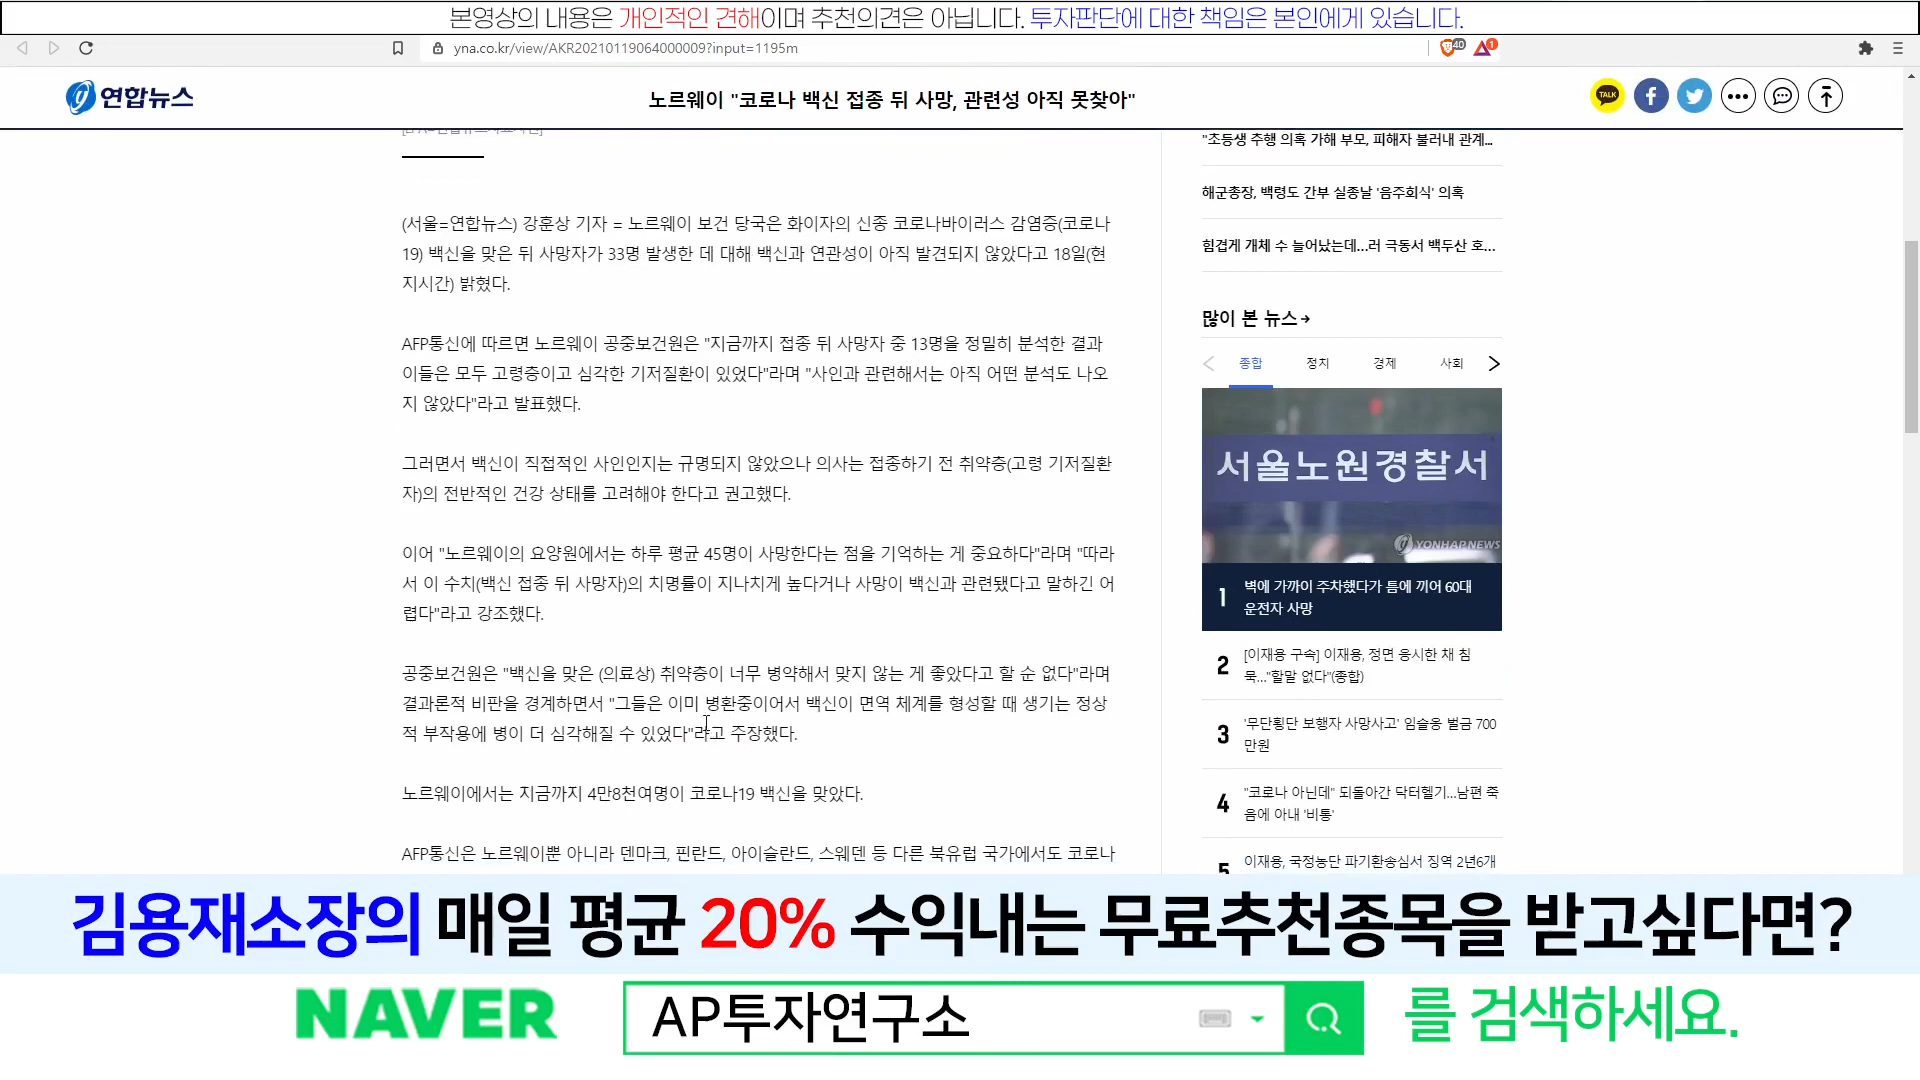 본영상의 내용은 개인적인 견해이며 추천의견은 아닙니다. 투자판단에 대한 책임은 본인에게 있습니다.
yna.co.kr/view/AKR20210119064000009?input=1195m
40
1
연합뉴스
노르웨이 "코로나 백신 접종 뒤 사망, 관련성 아직 못찾아"
TALK
(서울=연합뉴스) 강훈상 기자 = 노르웨이 보건 당국은 화이자의 신종 코로나바이러스 감염증(코로나
19) 백신을 맞은 뒤 사망자가 33명 발생한 데 대해 백신과 연관성이 아직 발견되지 않았다고 18일(현
지시간) 밝혔다.
AFP통신에 따르면 노르웨이 공중보건원은 "지금까지 접종 뒤 사망자 중 13명을 정밀히 분석한 결과
이들은 모두 고령층이고 심각한 기저질환이 있었다"라며 "사인과 관련해서는 아직 어떤 분석도 나오
지 않았다"라고 발표했다.
그러면서 백신이 직접적인 사인인지는 규명되지 않았으나 의사는 접종하기 전 취약층(고령 기저질환
자)의 전반적인 건강 상태를 고려해야 한다고 권고했다.
이어 "노르웨이의 요양원에서는 하루 평균 45명이 사망한다는 점을 기억하는 게 중요하다"라며 "따라
서 이 수치(백신 접종 뒤 사망자)의 치명률이 지나치게 높다거나 사망이 백신과 관련됐다고 말하긴 어
렵다"라고 강조했다.
공중보건원은 "백신을 맞은 (의료상) 취약층이 너무 병약해서 맞지 않는 게 좋았다고 할 순 없다"라며
결과론적 비판을 경계하면서 "그들은 이미 병환중이어서 백신이 면역 체계를 형성할 때 생기는 정상
적 부작용에 병이 더 심각해질 수 있었다"라고 주장했다.
노르웨이에서는 지금까지 4만8천여명이 코로나19 백신을 맞았다.
AFP통신은 노르웨이뿐 아니라 덴마크, 핀란드, 아이슬란드, 스웨덴 등 다른 북유럽 국가에서도 코로나
"초등생 추행 의혹 가해 부모, 피해자 불러내 관계...
해군총장, 백령도 간부 실종날 '음주회식' 의혹
힘겹게 개체 수 늘어났는데...러 극동서 백두산 호...
많이 본 뉴스
종합 정치 경제 사회
서울노원경찰서
YONHAPNEWS
1 벽에 가까이 주차했다가 틈에 끼어 60대
운전자 사망
2 [이재용 구속] 이재용, 정면 응시한 채 침
묵..."할말 없다"(종합)
3 '무단횡단 보행자 사망사고' 임슬옹 벌금 700
만원
4 "코로나 아닌데" 되돌아간 닥터헬기...남편 죽
음에 아내 '비통'
5 이재용, 국정농단 파기환송심서 징역 2년6개
김용재소장의 매일 평균 20% 수익내는 무료추천종목을 받고싶다면?
NAVER AP투자연구소 를 검색하세요.